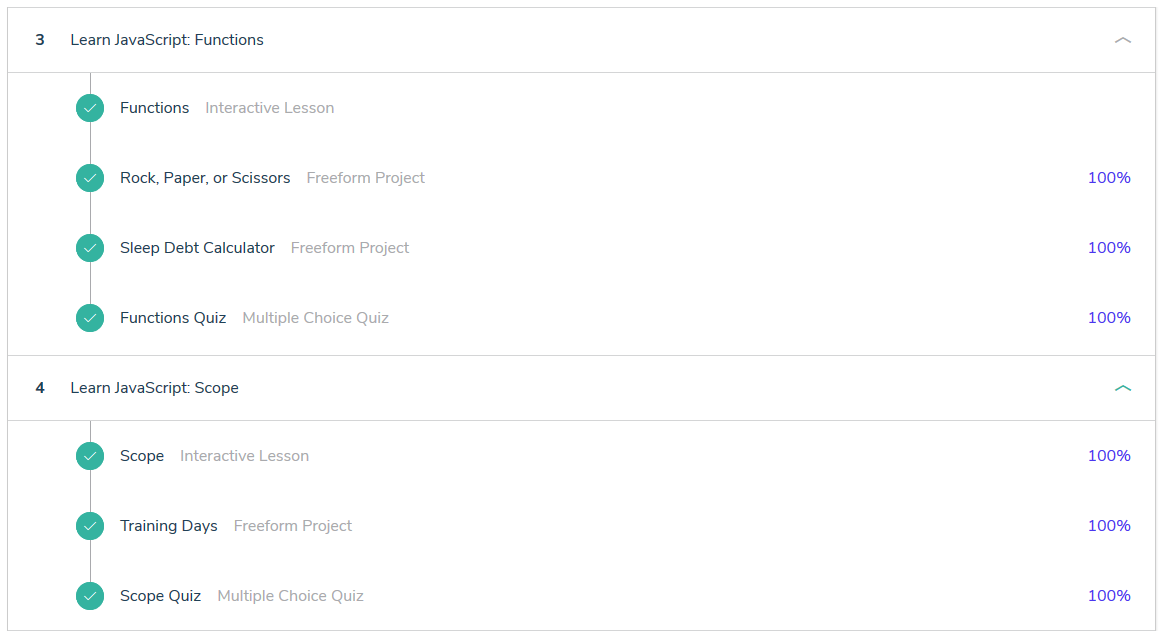 3 Learn JavaScript: Functions
Functions Interactive Lesson
Rock, Paper, or Scissors Freeform Project 100%
Sleep Debt Calculator Freeform Project 100%
Functions Quiz Multiple Choice Quiz 100%
4 Learn JavaScript: Scope
Scope Interactive Lesson 100%
Training Days Freeform Project 100%
Scope Quiz Multiple Choice Quiz 100%